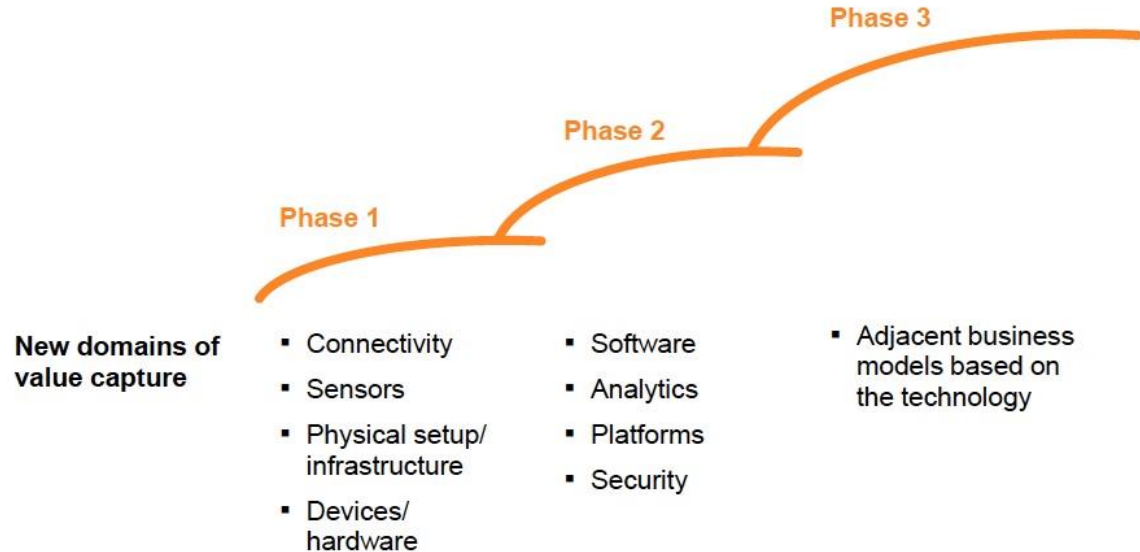 Phase 3
Phase 2
Phase 1
New domains of
value capture
▪ Connectivity
▪ Sensors
▪ Physical setup/
infrastructure
▪ Devices/
hardware
▪ Software
▪ Analytics
▪ Platforms
▪ Security
▪ Adjacent business
models based on
the technology